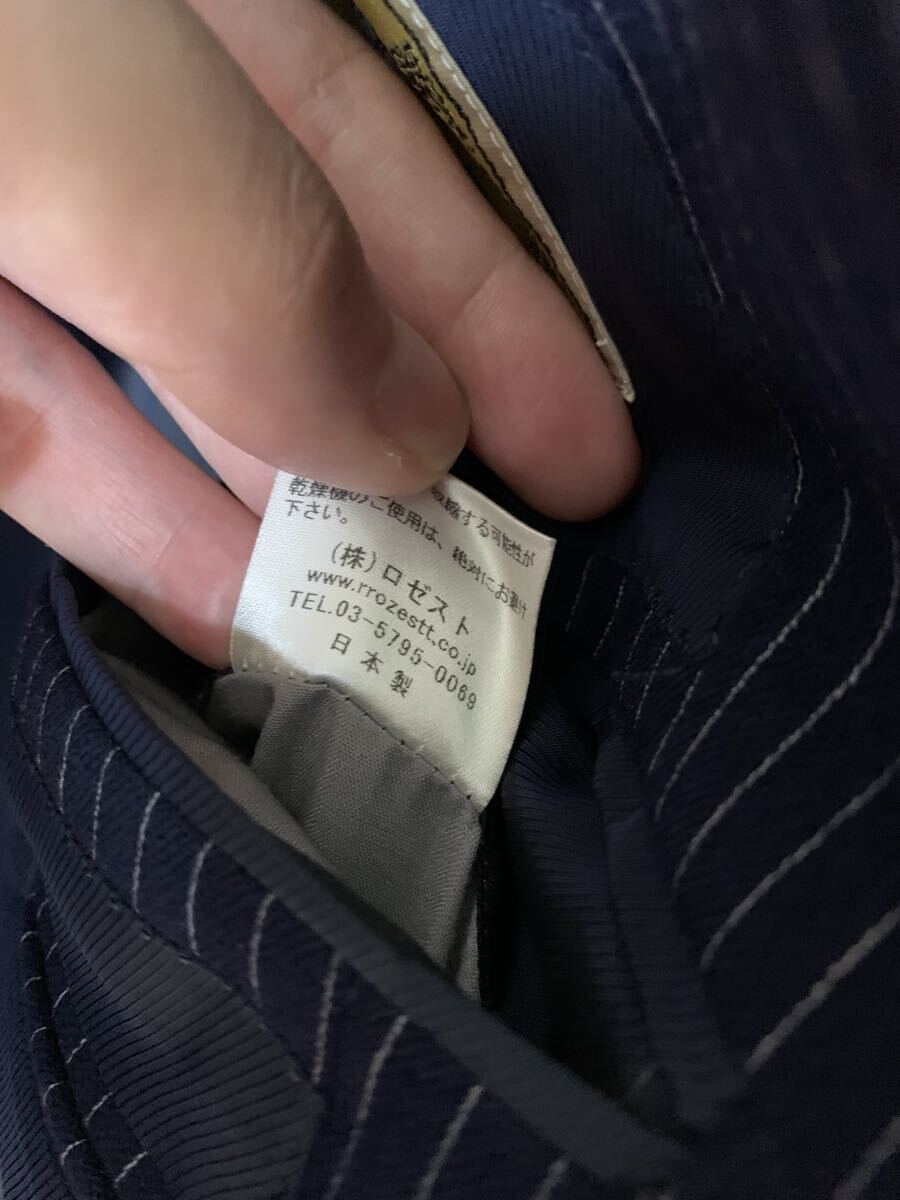 収縮する可能性が
乾燥機のご使用は、絶対にお避け
下さい。
(株)ロゼスト
www.rrozestt.co.jp
TEL.03-5795-0069
日本製